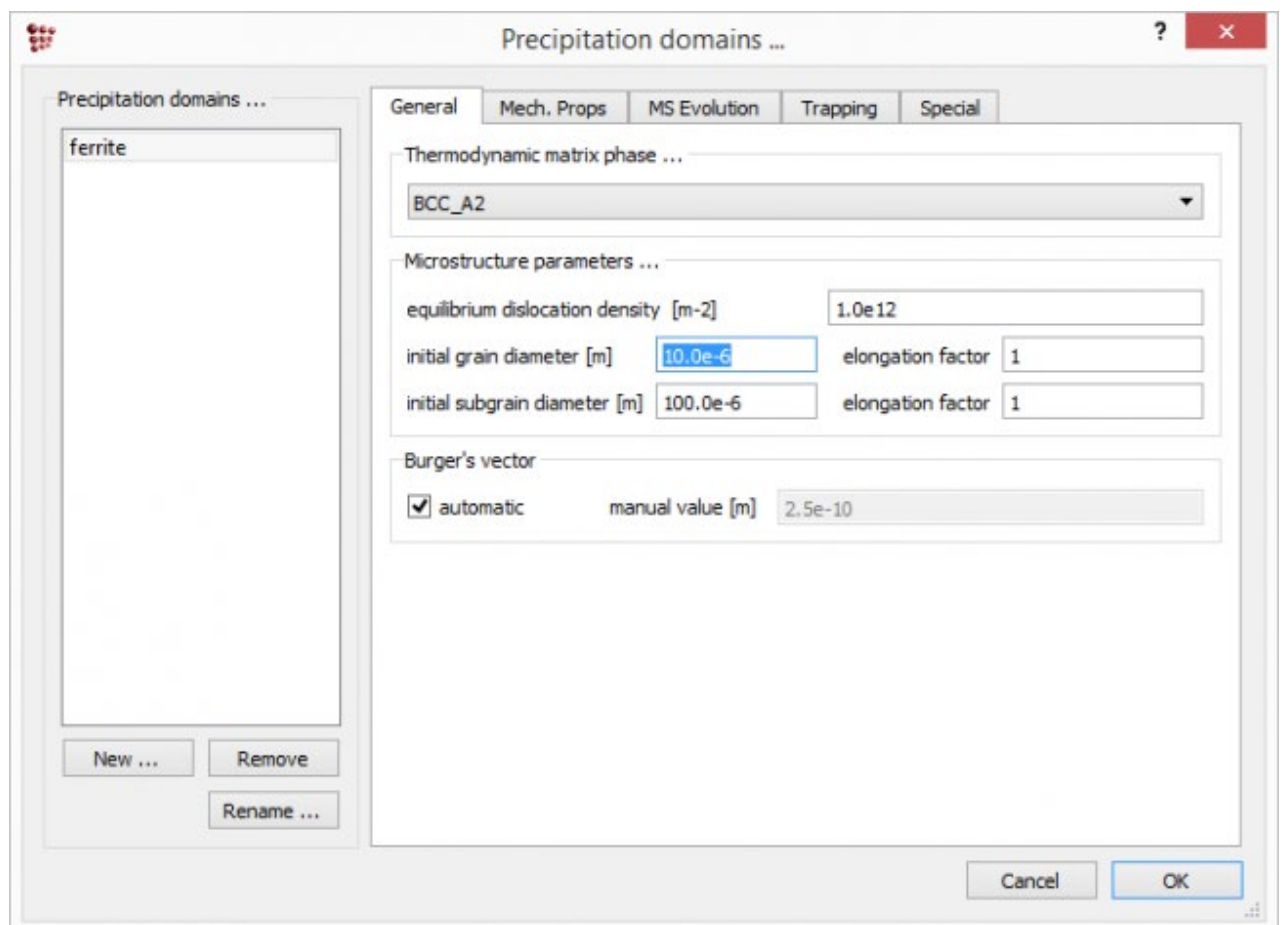 Precipitation domains ...
?
Precipitation domains ...
ferrite
New ...
Remove
Rename ...
General
Mech. Props
MS Evolution
Trapping
Special
Thermodynamic matrix phase ...
BCC_A2
Microstructure parameters ...
equilibrium dislocation density [m-2] 1.0e12
initial grain diameter [m] 10.0e-6 elongation factor 1
initial subgrain diameter [m] 100.0e-6 elongation factor 1
Burger's vector
automatic manual value [m] 2.5e-10
Cancel
OK